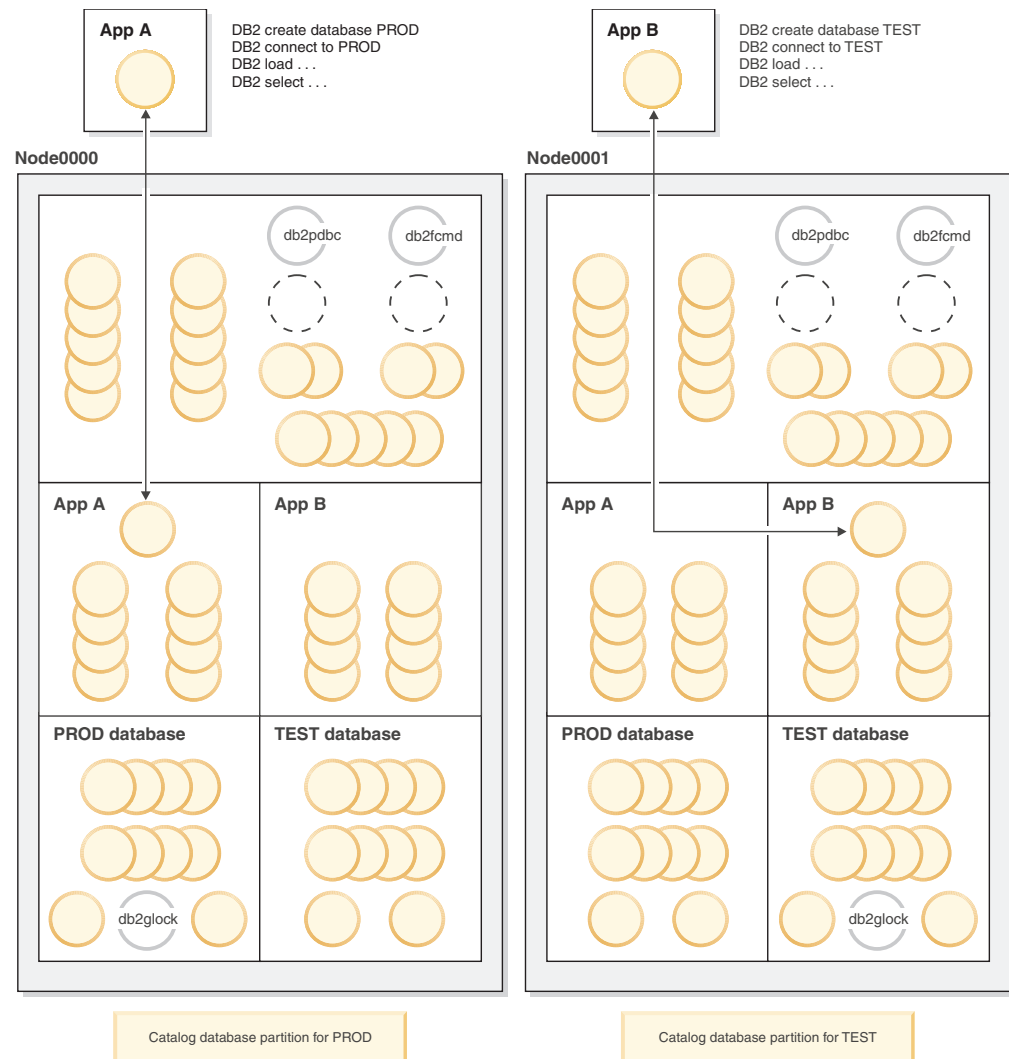 App A
DB2 create database PROD
DB2 connect to PROD
DB2 load . . .
DB2 select . . .
App B
DB2 create database TEST
DB2 connect to TEST
DB2 load . . .
DB2 select . . .
Node0000
db2pdbc
db2fcmd
App A
App B
PROD database
TEST database
db2glock
Catalog database partition for PROD
Node0001
db2pdbc
db2fcmd
App A
App B
PROD database
TEST database
db2glock
Catalog database partition for TEST